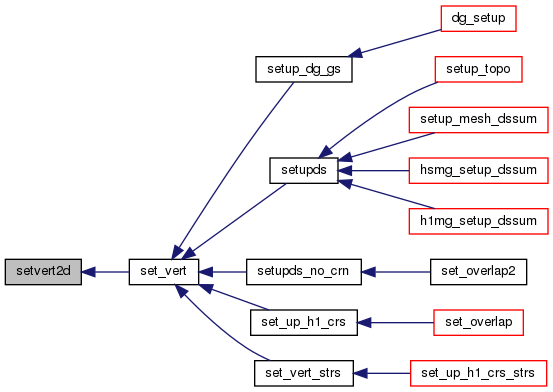 dg_setup
setup_dg_gs
setup_topo
setup_mesh_dssum
setupds
hsmg_setup_dssum
h1mg_setup_dssum
setvert2d
set_vert
setupds_no_crn
set_overlap2
set_up_h1_crs
set_overlap
set_vert_strs
set_up_h1_crs_strs